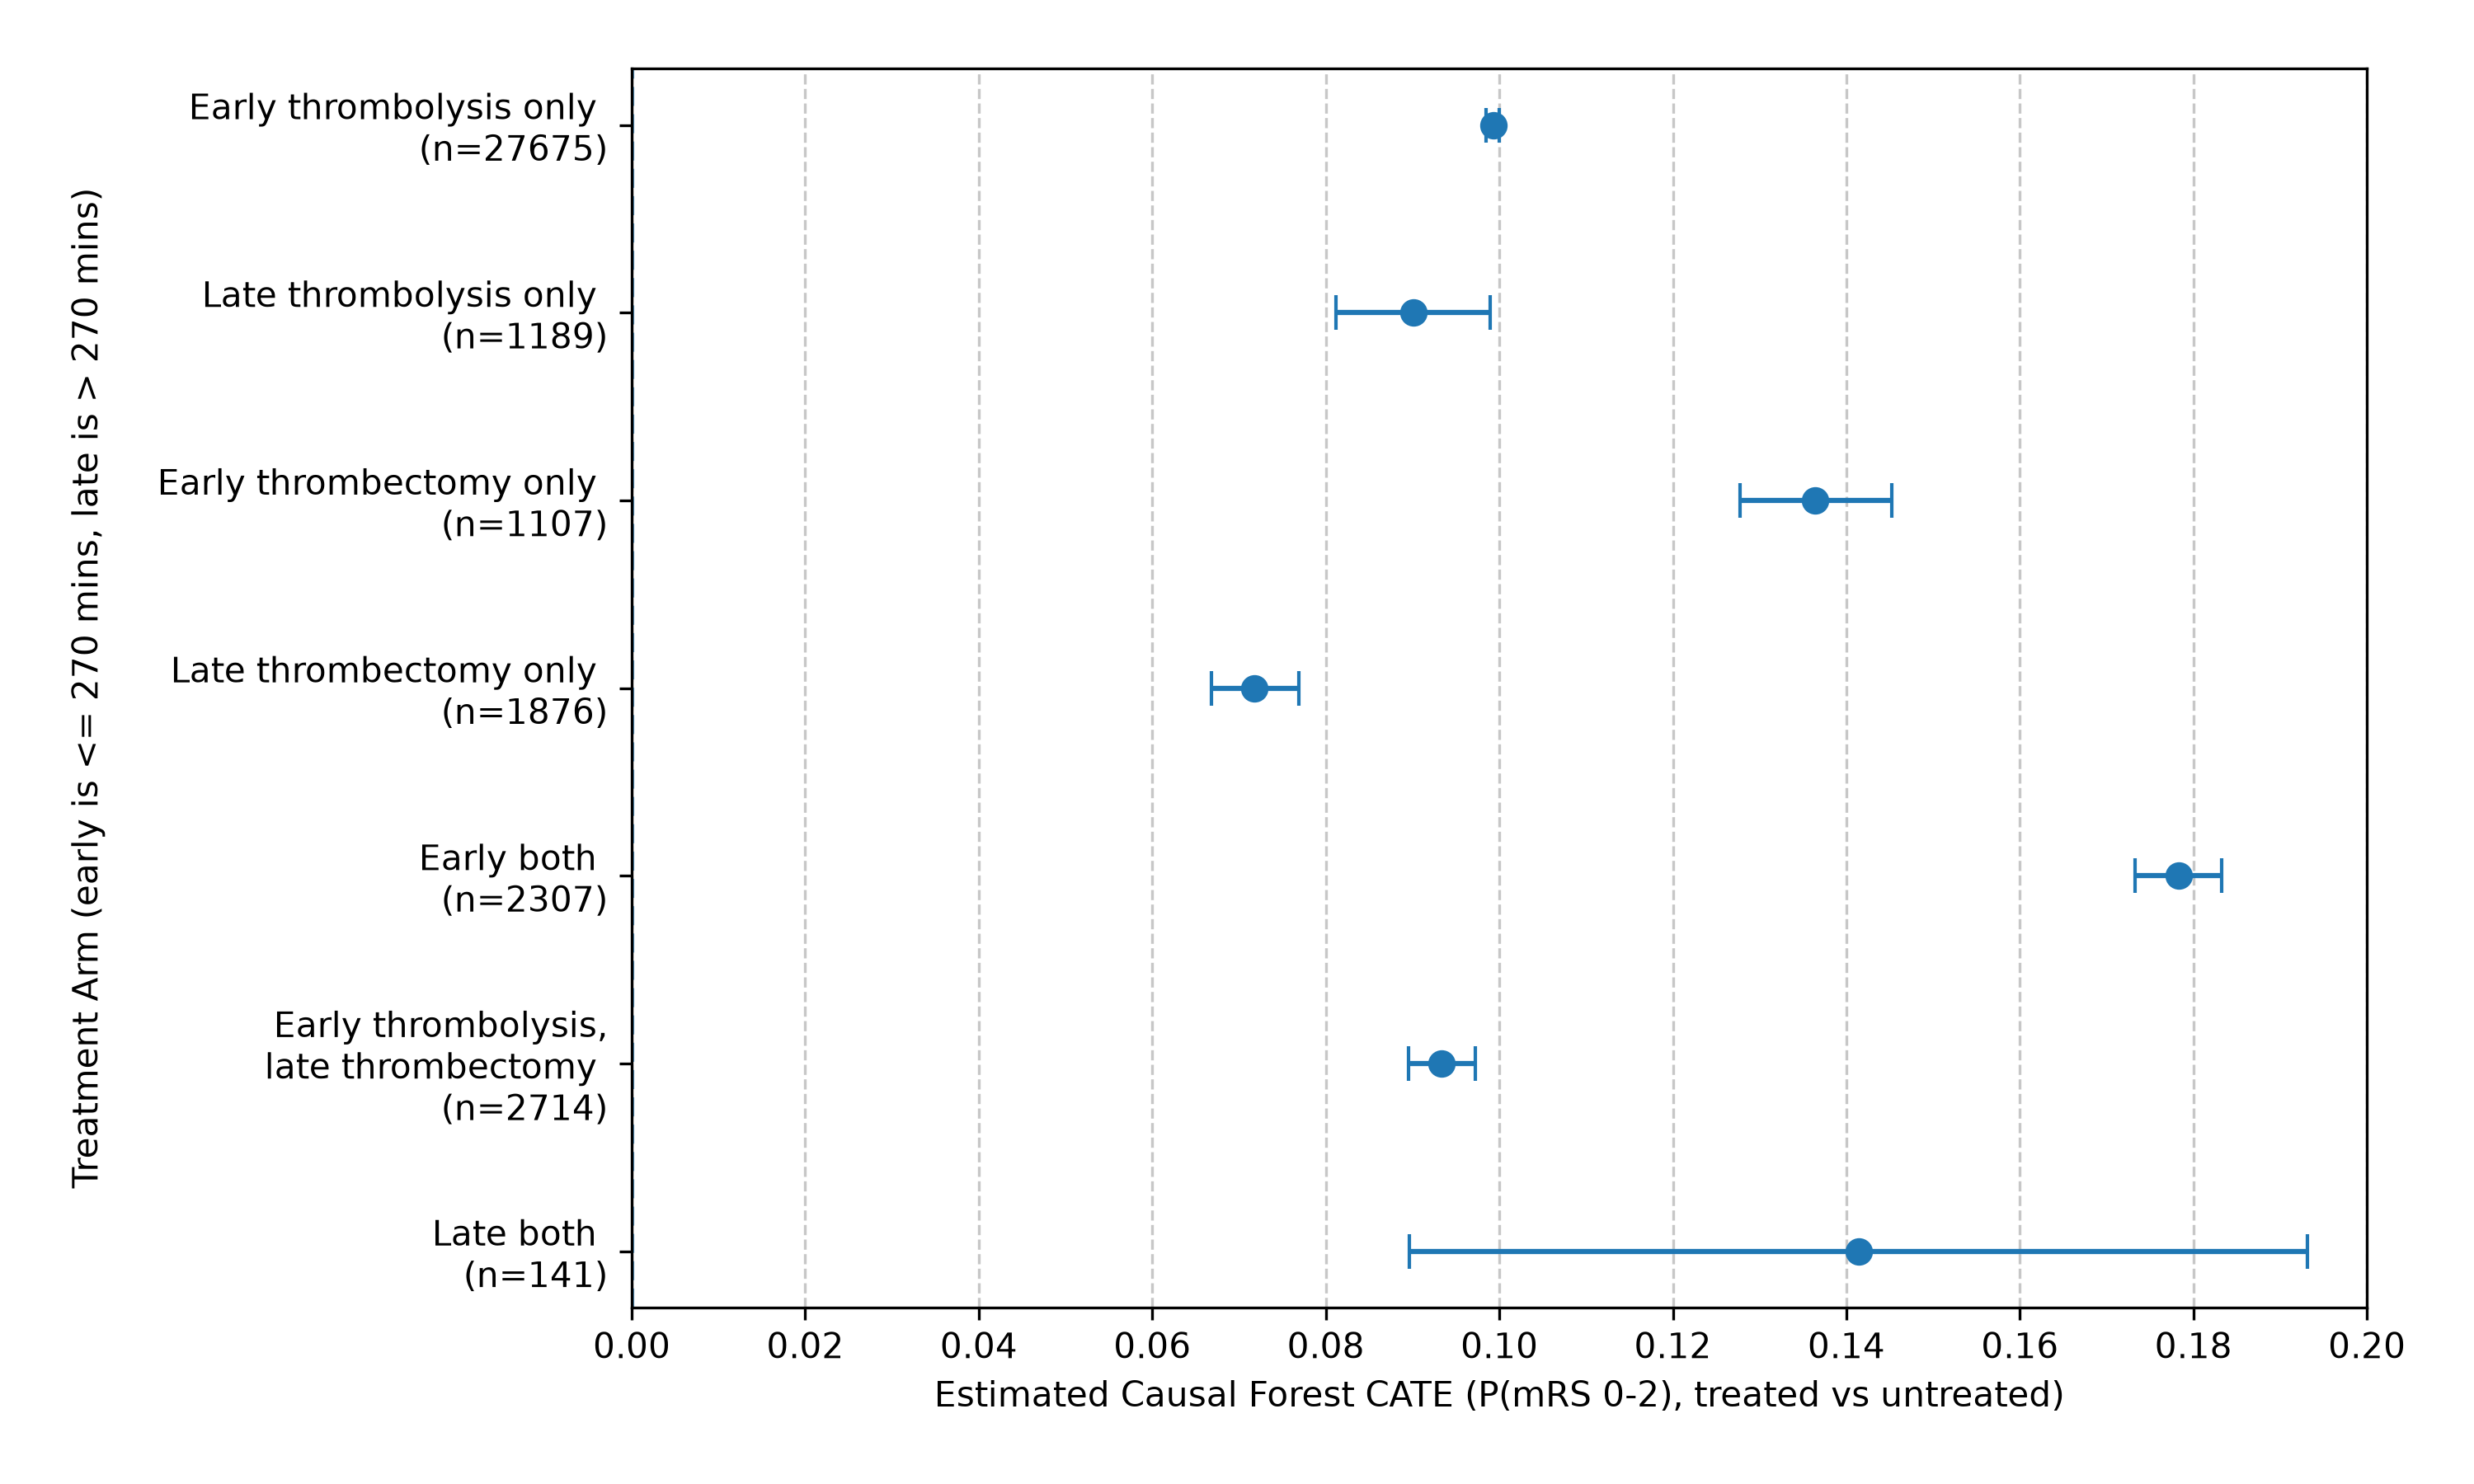 Treatment Arm (early is <= 270 mins, late is > 270 mins)
Early thrombolysis only
(n=27675)
Late thrombolysis only
(n=1189)
Early thrombectomy only
(n=1107)
Late thrombectomy only
(n=1876)
Early both
(n=2307)
Early thrombolysis,
late thrombectomy
(n=2714)
Late both
(n=141)
0.00 0.02 0.04 0.06 0.08 0.10 0.12 0.14 0.16 0.18 0.20
Estimated Causal Forest CATE (P(mRS 0-2), treated vs untreated)